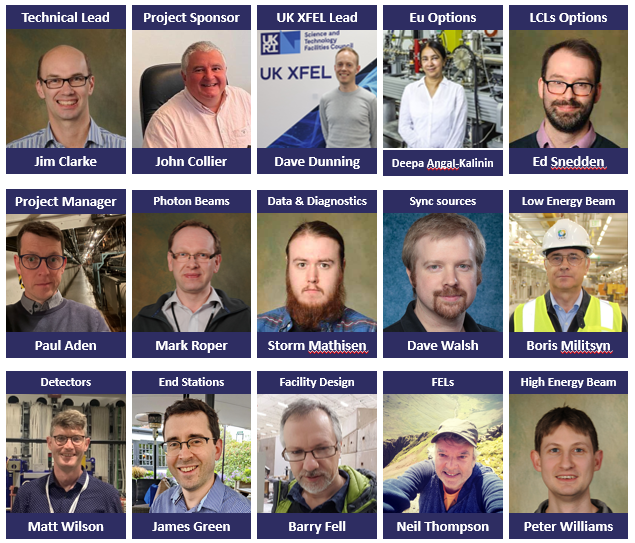 Technical Lead
Project Sponsor
UK XFEL Lead
Eu Options
LCLs Options
UK
RI
Science and
Technology
Facilities Council
UK XFEL
Jim Clarke
John Collier
Dave Dunning
Deepa Angal-Kalinin
Ed Snedden
Project Manager
Photon Beams
Data & Diagnostics
Sync sources
Low Energy Beam
Paul Aden
Mark Roper
Storm Mathisen
Dave Walsh
Boris Militsyn
Detectors
End Stations
Facility Design
FELs
High Energy Beam
Matt Wilson
James Green
Barry Fell
Neil Thompson
Peter Williams